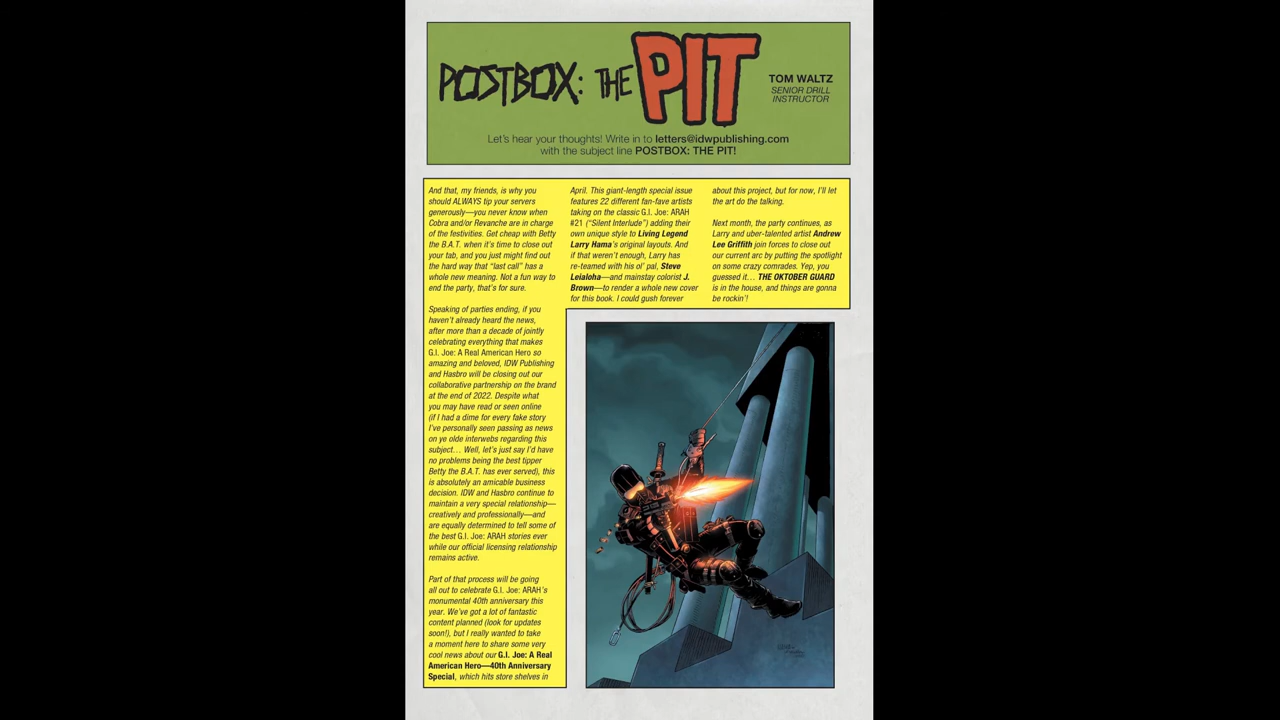 POSTBOX: THE PIT
TOM WALTZ
SENIOR DRILL
INSTRUCTOR
Let's hear your thoughts! Write in to letters@idwpublishing.com
with the subject line POSTBOX: THE PIT!
And that, my friends, is why you
should ALWAYS tip your servers
generously—you never know when
Cobra and/or Revanche are in charge
of the festivities. Get cheap with Betty
the B.A.T. when it's time to close out
your tab, and you just might find out
the hard way that “last call” has a
whole new meaning. Not a fun way to
end the party, that's for sure.
Speaking of parties ending, if you
haven't already heard the news,
after more than a decade of jointly
celebrating everything that makes
G.I. Joe: A Real American Hero so
amazing and beloved, IDW Publishing
and Hasbro will be closing out our
collaborative partnership on the brand
at the end of 2022. Despite what
you may have read or seen online
(if I had a dime for every fake story
I've personally seen passing as news
on ye olde interwebs regarding this
subject… Well, let's just say I'd have
no problems being the best tipper
Betty the B.A.T. has ever served), this
is absolutely an amicable business
decision. IDW and Hasbro continue to
maintain a very special relationship—
creatively and professionally—and
are equally determined to tell some of
the best G.I. Joe: ARAH stories ever
while our official licensing relationship
remains active.
Part of that process will be going
all out to celebrate G.I. Joe: ARAH's
monumental 40th anniversary this
year. We've got a lot of fantastic
content planned (look for updates
soon!), but I really wanted to take
a moment here to share some very
cool news about our G.I. Joe: A Real
American Hero—40th Anniversary
Special, which hits store shelves in
April. This giant-length special issue
features 22 different fan-fave artists
taking on the classic G.I. Joe: ARAH
#21 (“Silent Interlude”) adding their
own unique style to Living Legend
Larry Hama's original layouts. And
if that weren't enough, Larry has
re-teamed with his ol' pal, Steve
Leialoha—and mainstay colorist J.
Brown—to render a whole new cover
for this book. I could gush forever
about this project, but for now, I'll let
the art do the talking.
Next month, the party continues, as
Larry and uber-talented artist Andrew
Lee Griffith join forces to close out
our current arc by putting the spotlight
on some crazy comrades. Yep, you
guessed it… THE OKTOBER GUARD
is in the house, and things are gonna
be rockin'!